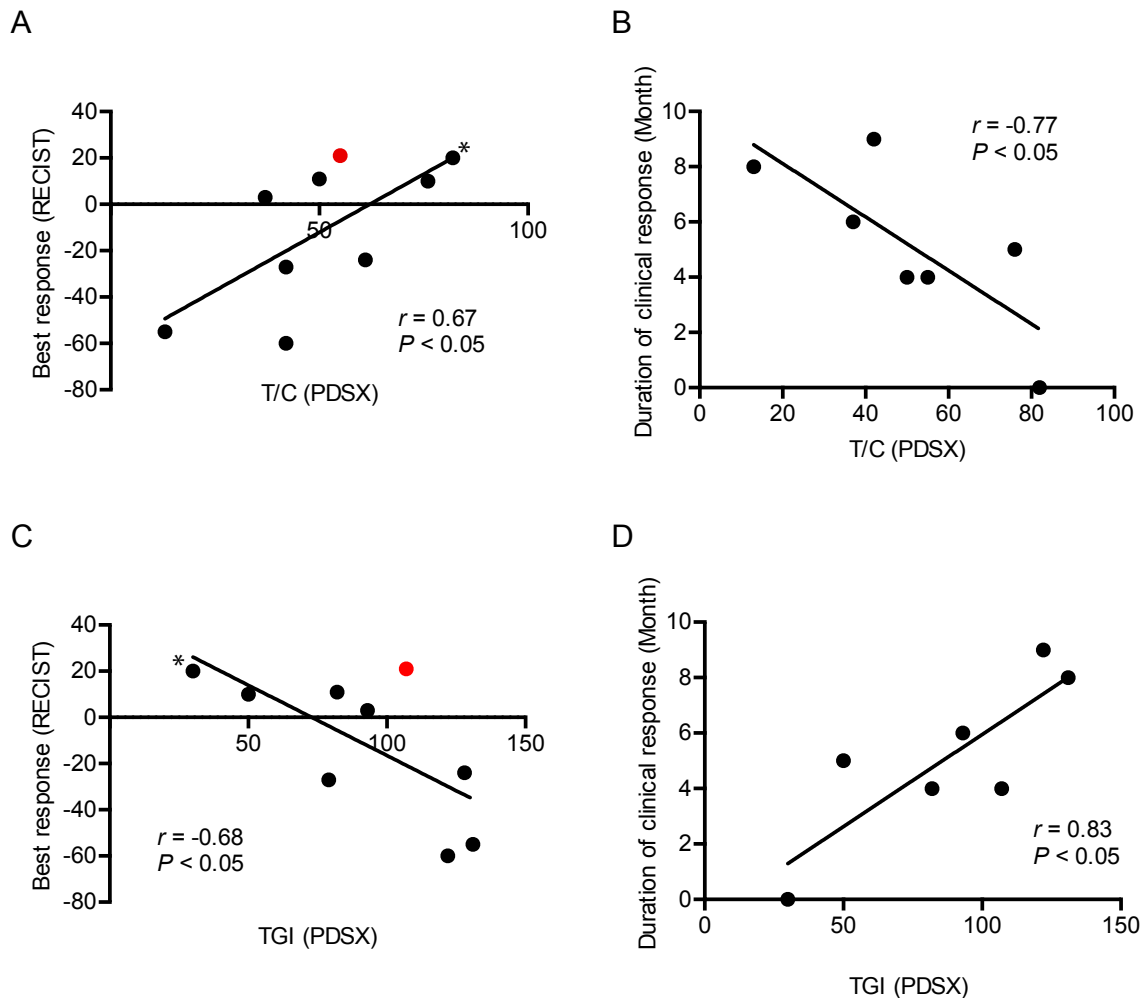 A
Best response (RECIST)
40
20
0
-20
-40
-60
-80
50
100
*
r = 0.67
P < 0.05
T/C (PDSX)
B
Duration of clinical response (Month)
10
8
6
4
2
0
0
20
40
60
80
100
r = -0.77
P < 0.05
T/C (PDSX)
C
Best response (RECIST)
40
20
0
-20
-40
-60
-80
50
100
150
*
r = -0.68
P < 0.05
TGI (PDSX)
D
Duration of clinical response (Month)
10
8
6
4
2
0
0
50
100
150
r = 0.83
P < 0.05
TGI (PDSX)